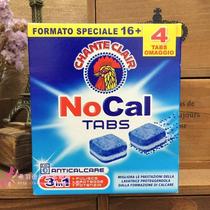 FORMATO SPECIALE 16+
4
TABS
OMAGGIO
CHANTE CLAIR
NoCal
TABS
ANTICALCARE
3in1
PULISCE
MIGLIORA LE PRESTAZIONI DELLA
LAVATRICE PROTEGGENDOLA
DALLA FORMAZIONE DI CALCARE